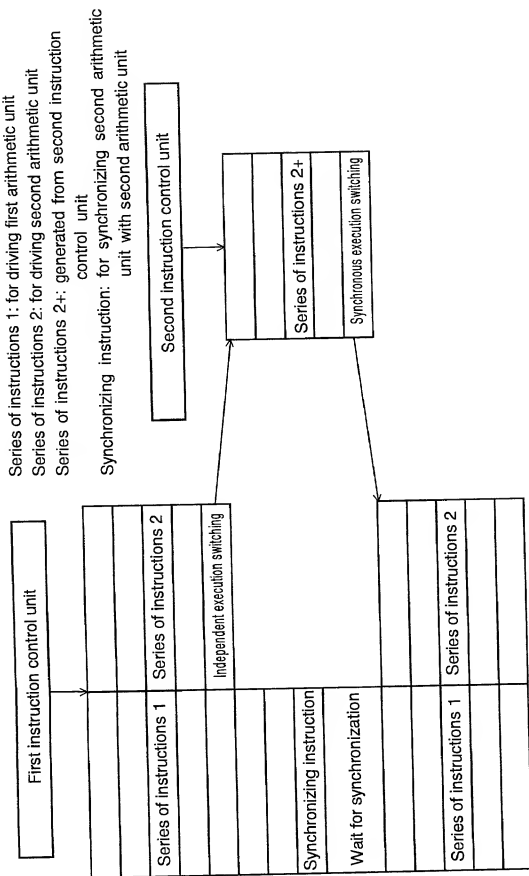 Series of instructions 1: for driving first arithmetic unit
Series of instructions 2: for driving second arithmetic unit
Series of instructions 2+: generated from second instruction
control unit
Synchronizing instruction: for synchronizing second arithmetic
unit with second arithmetic unit
First instruction control unit
Second instruction control unit
Series of instructions 1
Series of instructions 2
Independent execution switching
Series of instructions 2+
Synchronous execution switching
Synchronizing instruction
Wait for synchronization
Series of instructions 1
Series of instructions 2